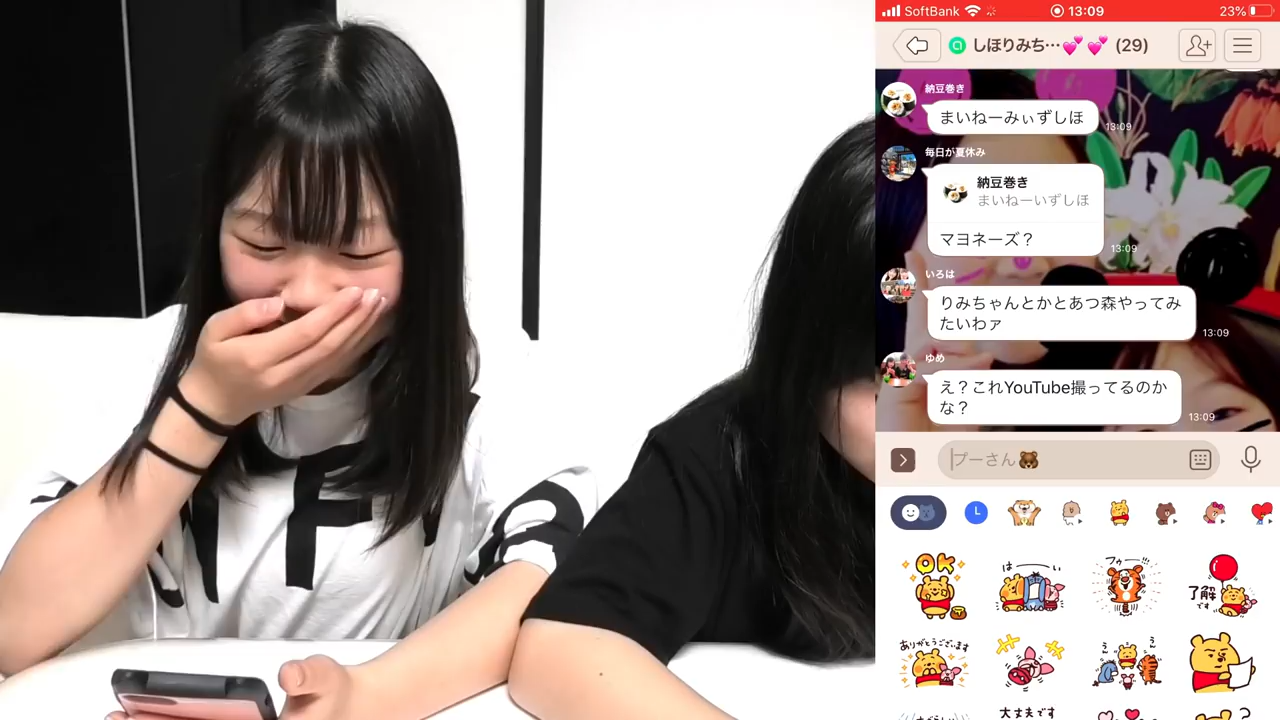 SoftBank 13:09 23%
しほりみち…💕💕 (29)
納豆巻き
まいねーみぃずしほ
13:09
毎日が夏休み
納豆巻き
まいねーいずしほ
マヨネーズ？
13:09
いろは
りみちゃんとかとあつ森やってみ
たいわァ
13:09
ゆめ
え？これYouTube撮ってるのか
な？
13:09
プーさん🐻
OK
はーい
フゥー!!!
了解
です
ありがとうございます
え、
え、
大丈夫です
?